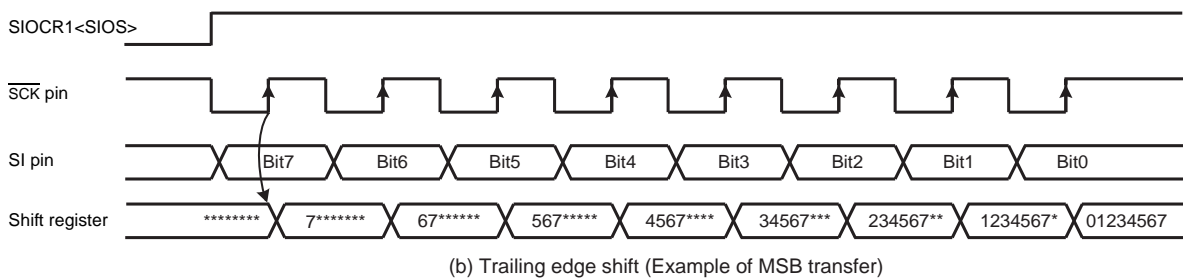 SIOCR1<SIOS>
SCK pin
SI pin Bit7 Bit6 Bit5 Bit4 Bit3 Bit2 Bit1 Bit0
Shift register ******** 7******* 67****** 567***** 4567**** 34567*** 234567** 1234567* 01234567
(b) Trailing edge shift (Example of MSB transfer)